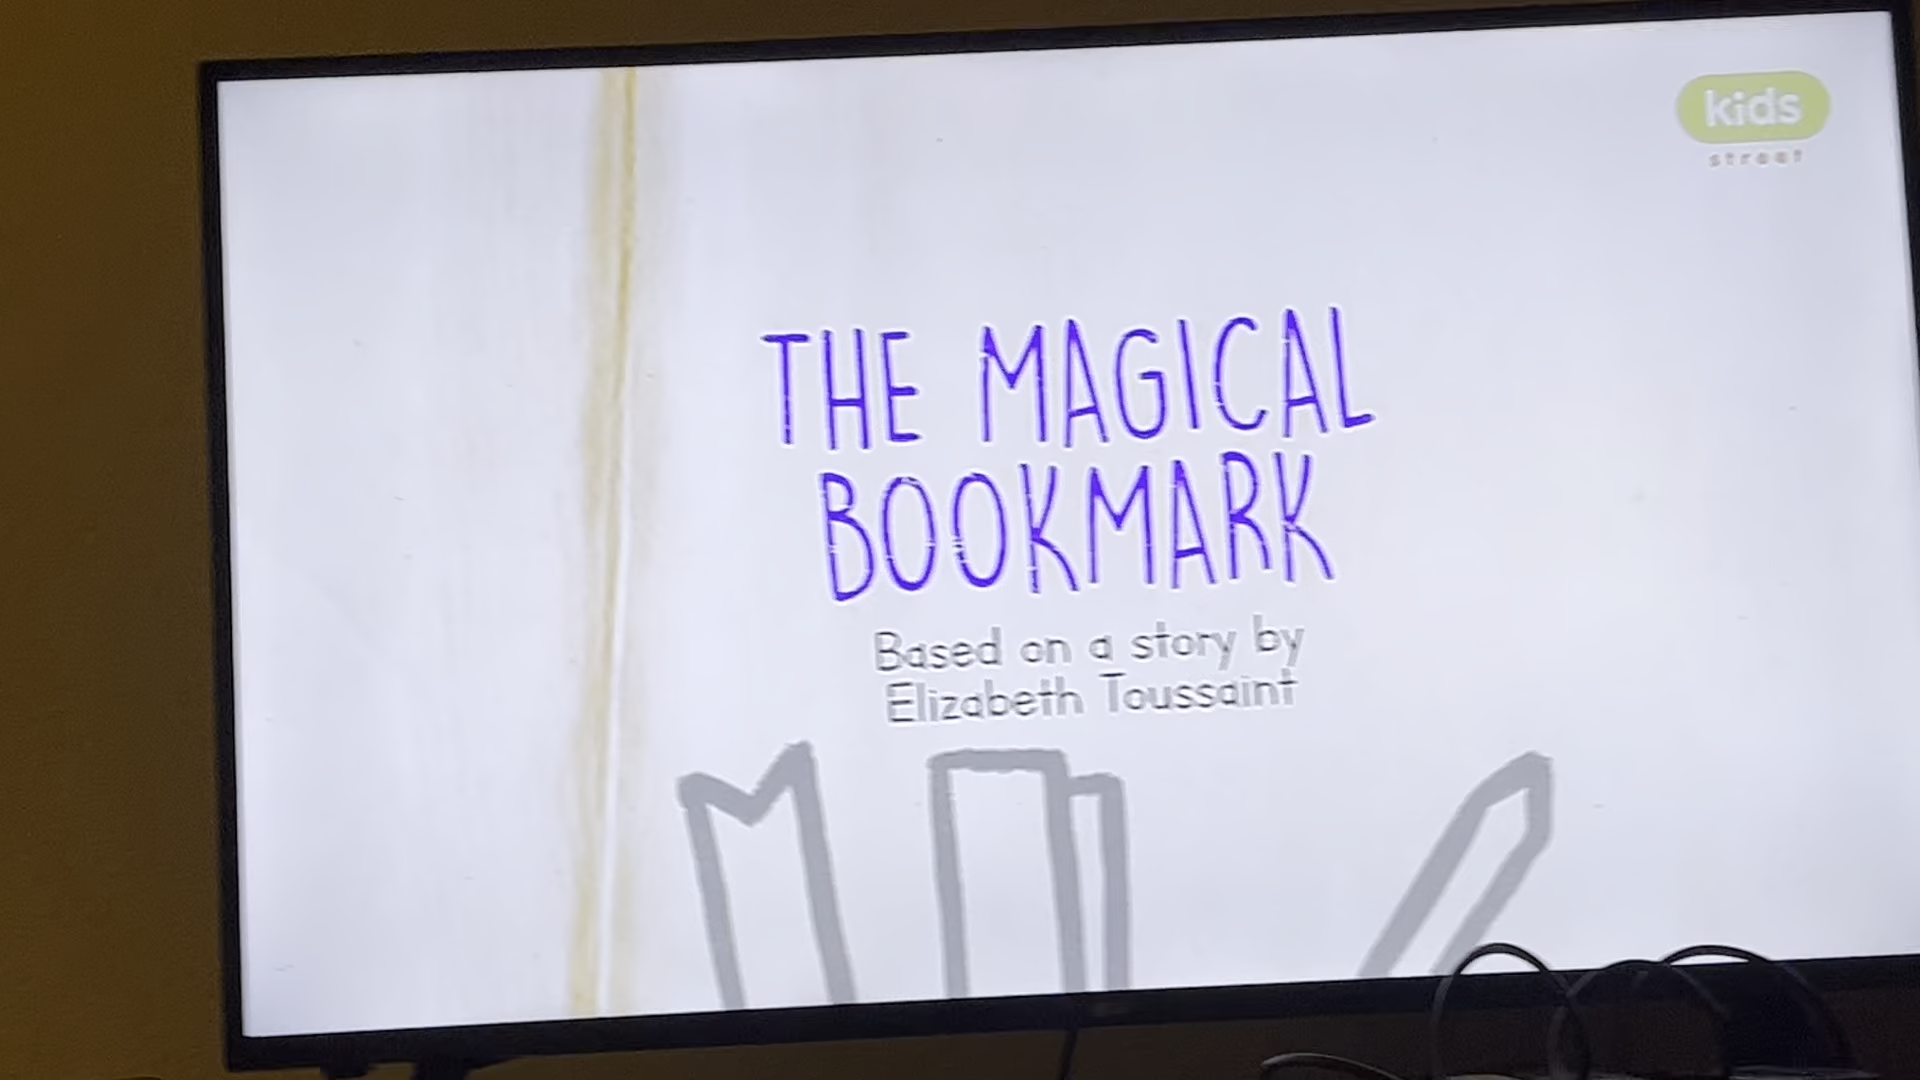 kids
street
THE MAGICAL
BOOKMARK
Based on a story by
Elizabeth Toussaint